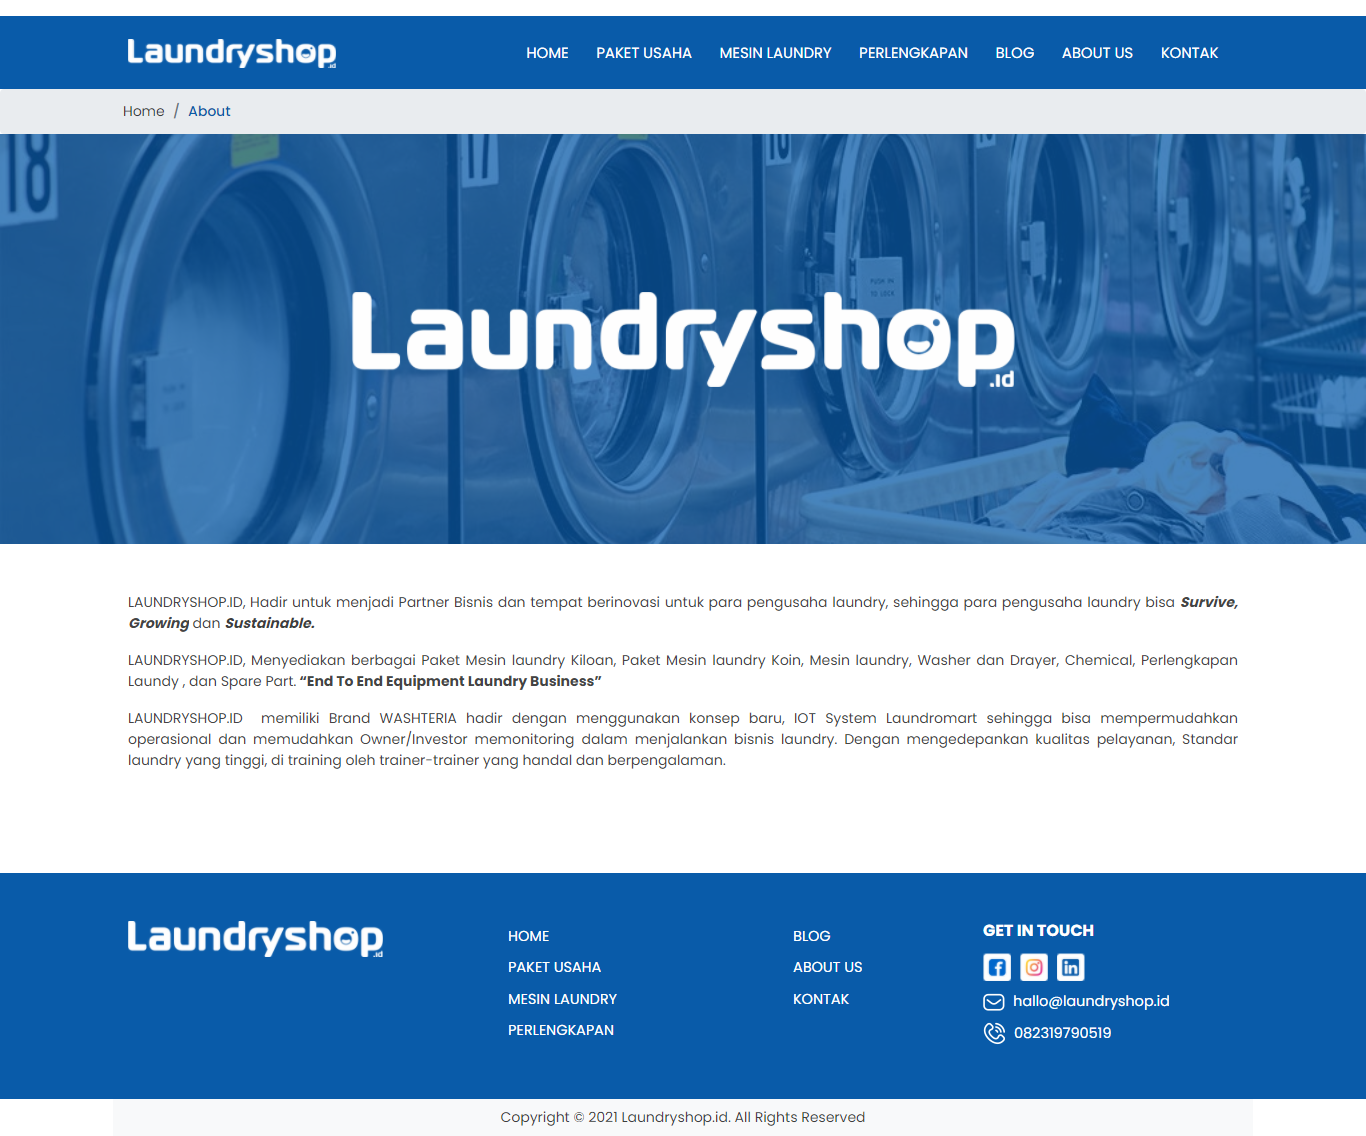 Laundryshop.id
HOME PAKET USAHA MESIN LAUNDRY PERLENGKAPAN BLOG ABOUT US KONTAK
Home / About
18
17
PUSH IN
TO LOCK
Laundryshop.id
LAUNDRYSHOP.ID, Hadir untuk menjadi Partner Bisnis dan tempat berinovasi untuk para pengusaha laundry, sehingga para pengusaha laundry bisa Survive,
Growing dan Sustainable.
LAUNDRYSHOP.ID, Menyediakan berbagai Paket Mesin laundry Kiloan, Paket Mesin laundry Koin, Mesin laundry, Washer dan Drayer, Chemical, Perlengkapan
Laundy , dan Spare Part. “End To End Equipment Laundry Business”
LAUNDRYSHOP.ID memiliki Brand WASHTERIA hadir dengan menggunakan konsep baru, IOT System Laundromart sehingga bisa mempermudahkan
operasional dan memudahkan Owner/Investor memonitoring dalam menjalankan bisnis laundry. Dengan mengedepankan kualitas pelayanan, Standar
laundry yang tinggi, di training oleh trainer-trainer yang handal dan berpengalaman.
Laundryshop.id
HOME
PAKET USAHA
MESIN LAUNDRY
PERLENGKAPAN
BLOG
ABOUT US
KONTAK
GET IN TOUCH
hallo@laundryshop.id
082319790519
Copyright © 2021 Laundryshop.id. All Rights Reserved